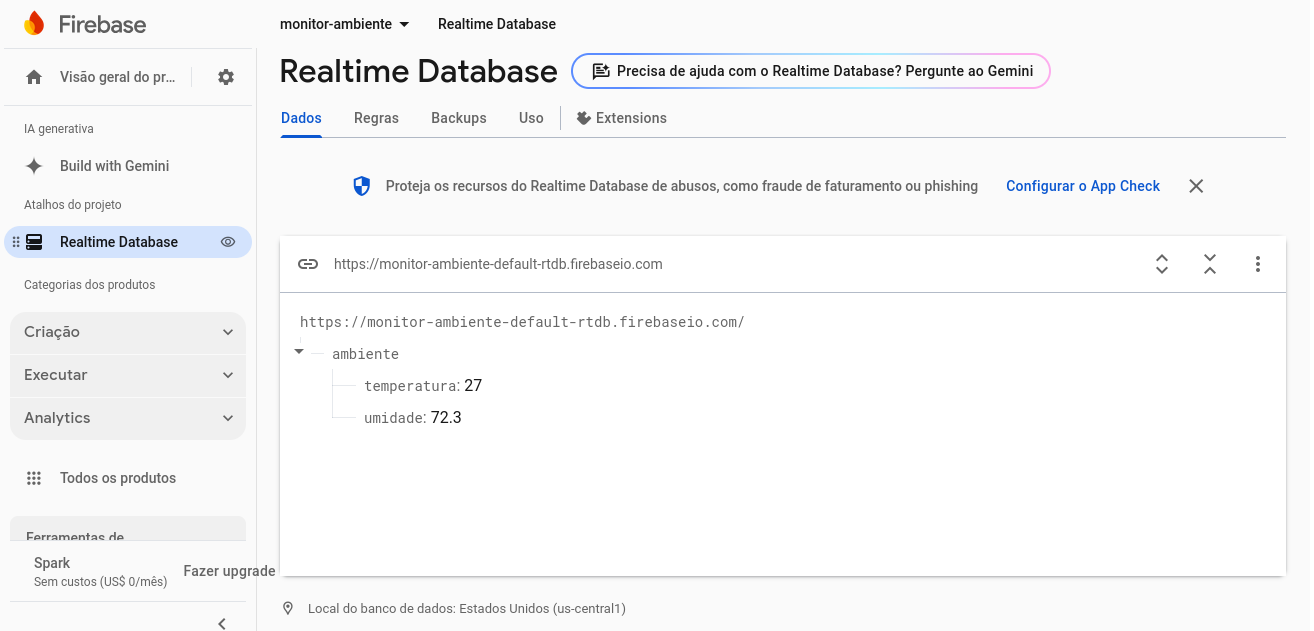 Firebase
monitor-ambiente
Realtime Database
Visão geral do pr...
IA generativa
Build with Gemini
Atalhos do projeto
Realtime Database
Categorias dos produtos
Criação
Executar
Analytics
Todos os produtos
Ferramentas de
Spark
Sem custos (US$ 0/mês)
Fazer upgrade
Realtime Database
Precisa de ajuda com o Realtime Database? Pergunte ao Gemini
Dados
Regras
Backups
Uso
Extensions
Proteja os recursos do Realtime Database de abusos, como fraude de faturamento ou phishing
Configurar o App Check
https://monitor-ambiente-default-rtdb.firebaseio.com
https://monitor-ambiente-default-rtdb.firebaseio.com/
ambiente
temperatura: 27
umidade: 72.3
Local do banco de dados: Estados Unidos (us-central1)